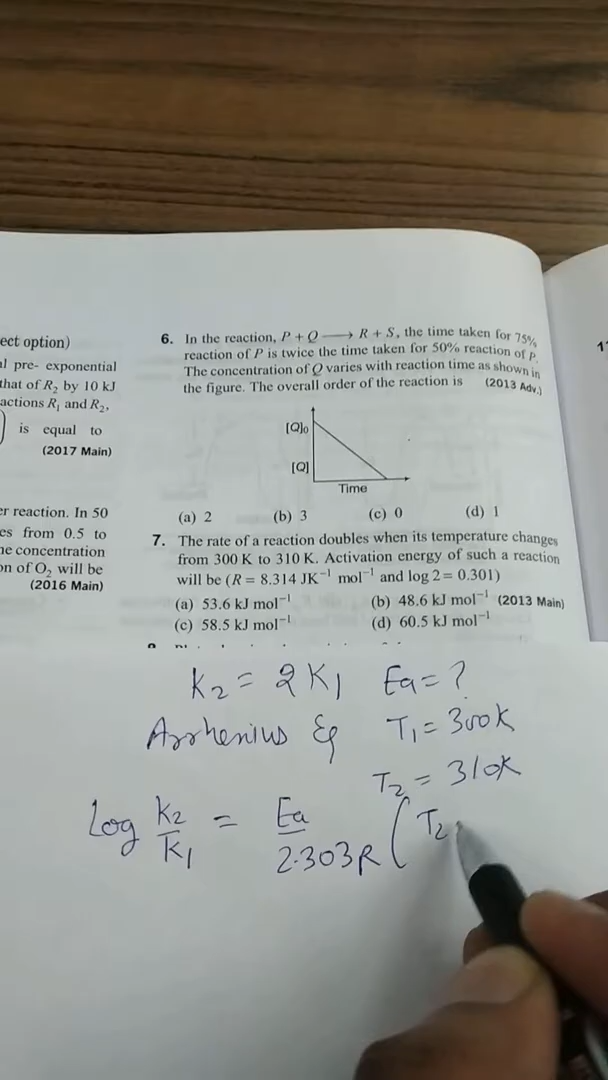 ect option)
al pre- exponential
that of R₂ by 10 kJ
actions R₁ and R₂,
) is equal to
(2017 Main)
er reaction. In 50
es from 0.5 to
he concentration
on of O₂ will be
(2016 Main)
6. In the reaction, P + Q ⟶ R + S, the time taken for 75%
reaction of P is twice the time taken for 50% reaction of P.
The concentration of Q varies with reaction time as shown in
the figure. The overall order of the reaction is (2013 Adv.)
[Q]₀
[Q]
Time
(a) 2 (b) 3 (c) 0 (d) 1
7. The rate of a reaction doubles when its temperature changes
from 300 K to 310 K. Activation energy of such a reaction
will be (R = 8.314 JK⁻¹ mol⁻¹ and log 2 = 0.301)
(a) 53.6 kJ mol⁻¹ (b) 48.6 kJ mol⁻¹ (2013 Main)
(c) 58.5 kJ mol⁻¹ (d) 60.5 kJ mol⁻¹
K₂ = 2K₁ Ea = ?
Arrhenius Eq T₁ = 300K
T₂ = 310K
Log K₂/K₁ = Ea/2.303R ( T₂